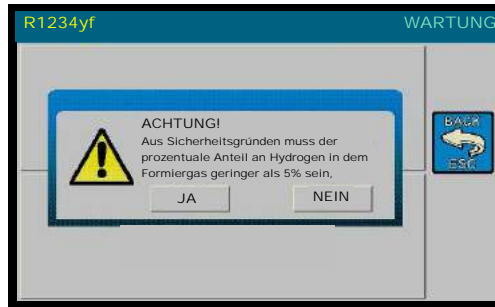 R1234yf WARTUNG
ACHTUNG!
Aus Sicherheitsgründen muss der
prozentuale Anteil an Hydrogen in dem
Formiergas geringer als 5% sein,
JA NEIN
BACK
ESC